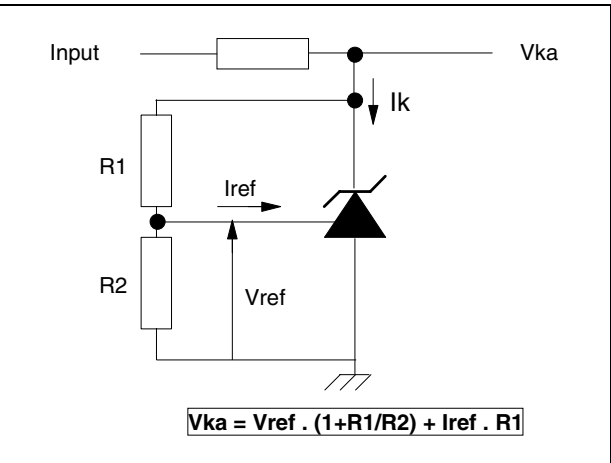 Input
Vka
Ik
R1
Iref
R2
Vref
Vka = Vref . (1+R1/R2) + Iref . R1